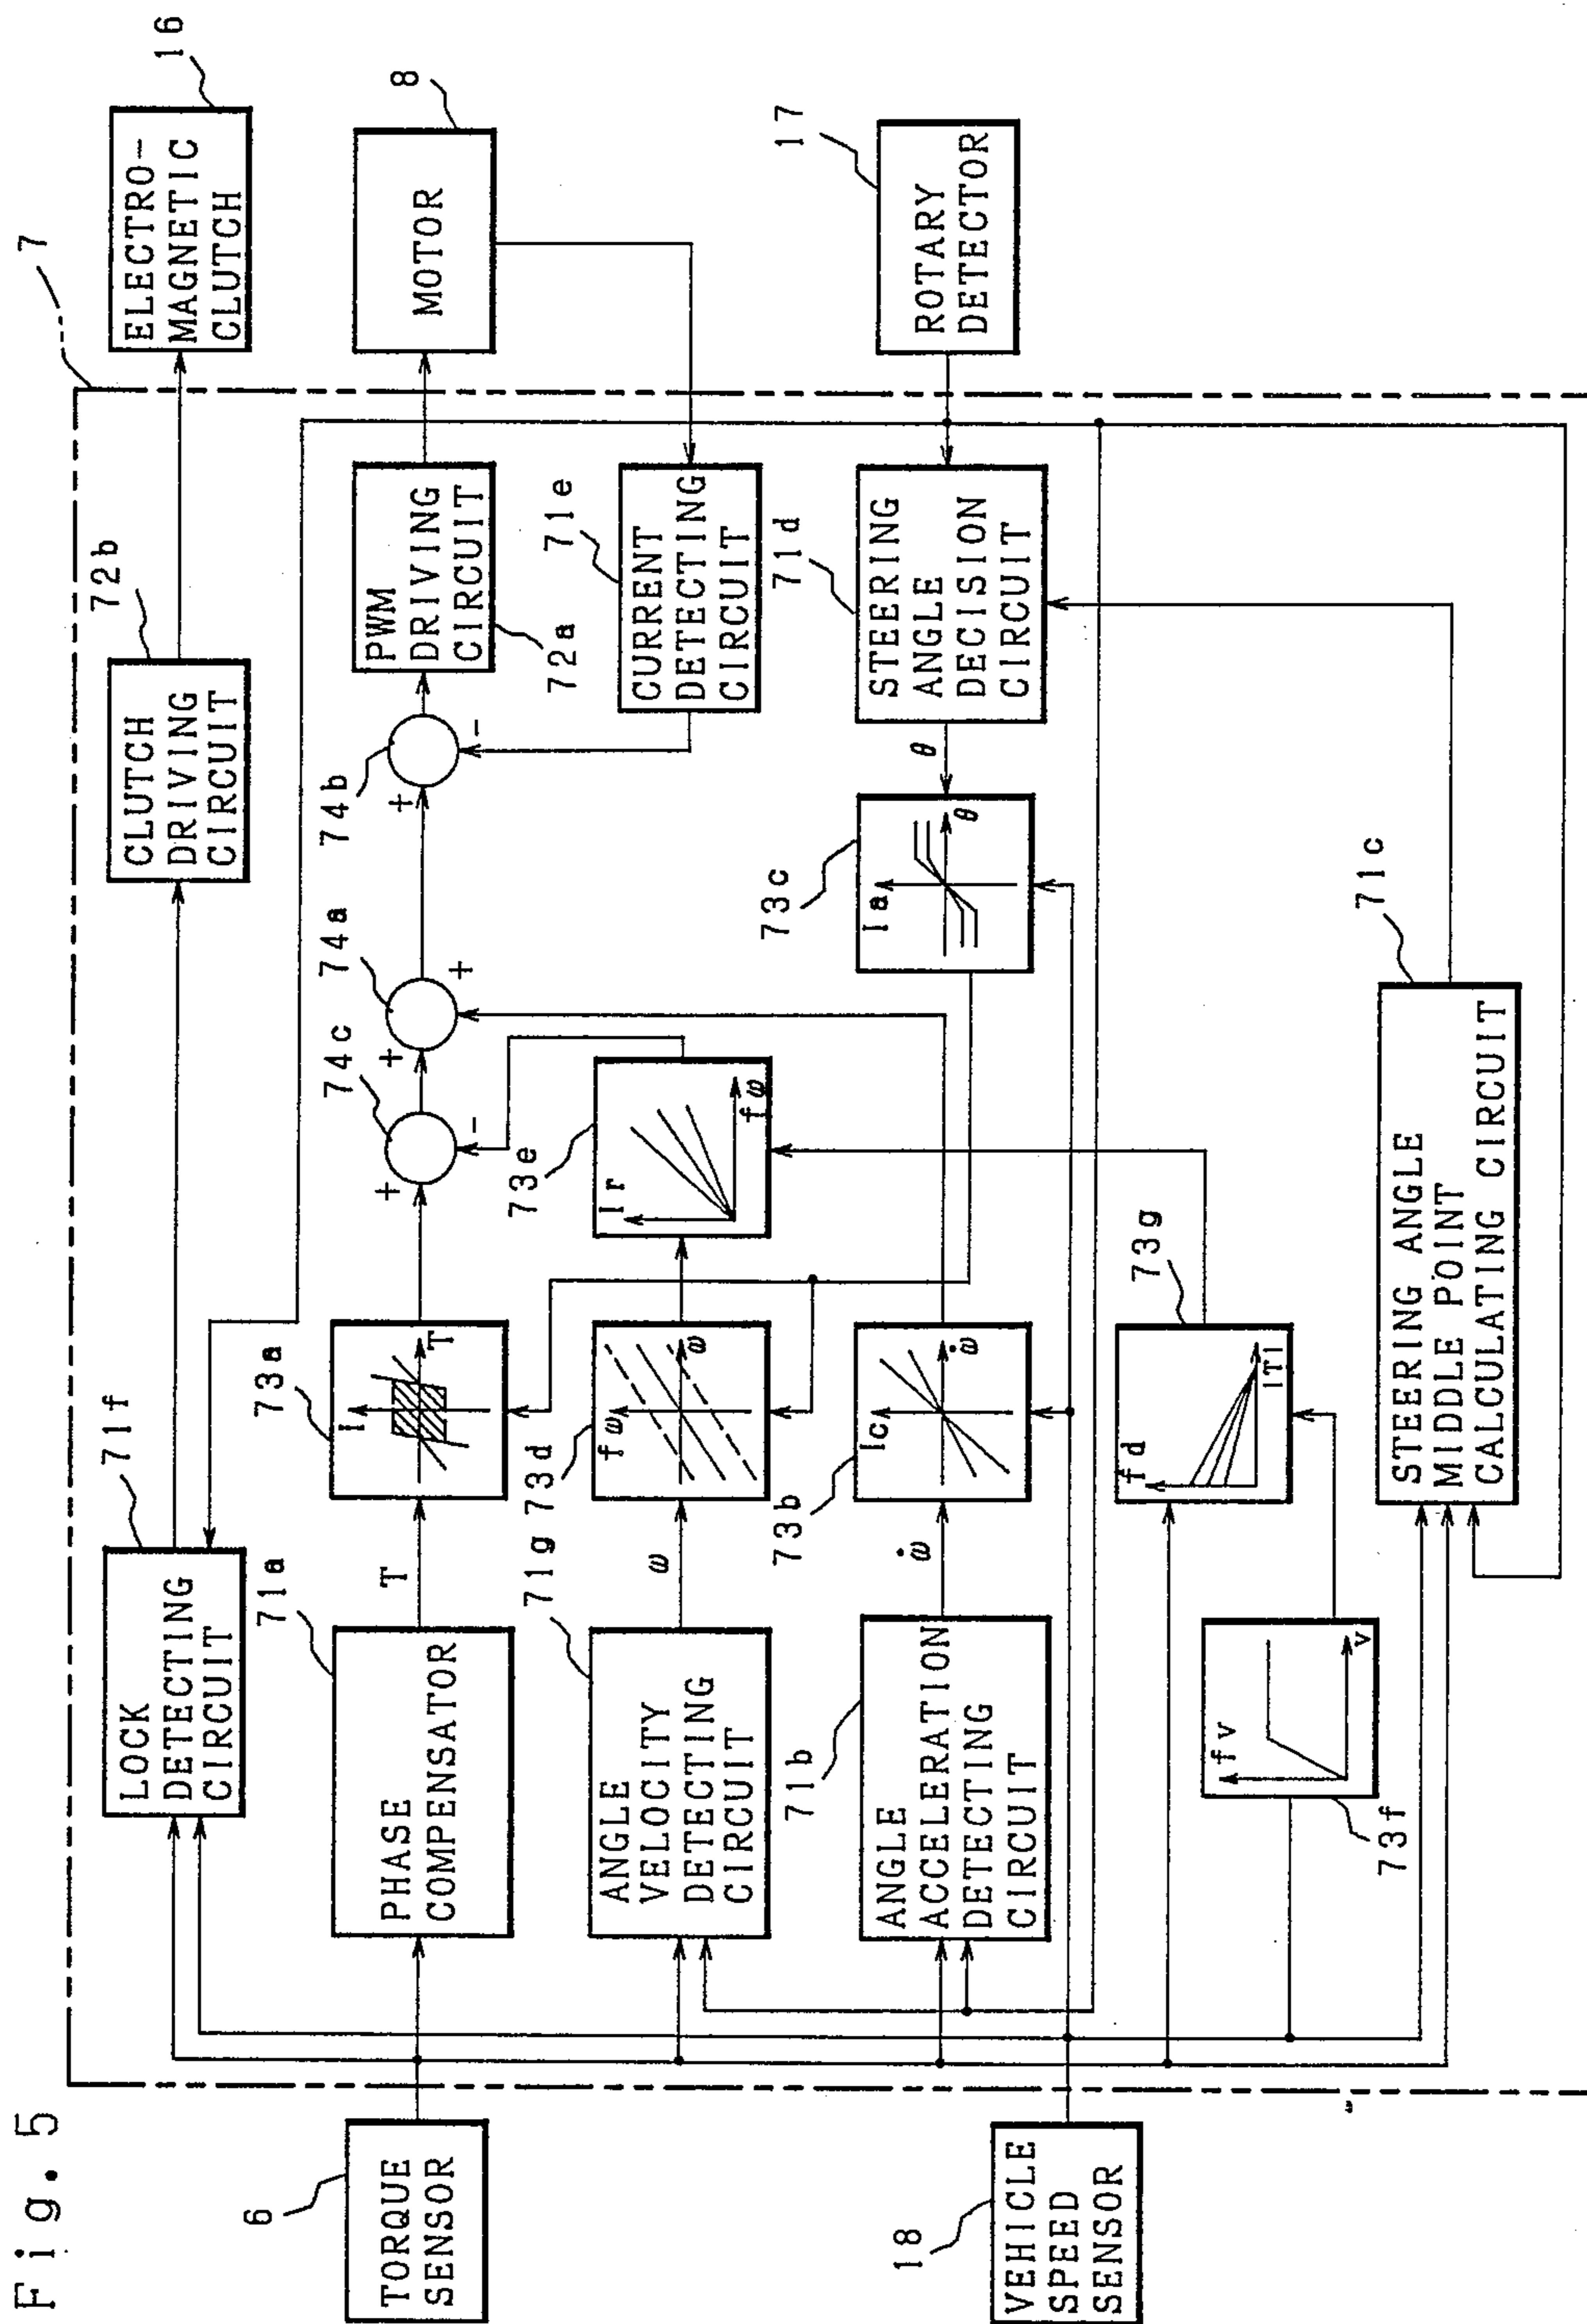 Fig. 5
7
6
TORQUE
SENSOR
18
VEHICLE
SPEED
SENSOR
LOCK
DETECTING
CIRCUIT
71f
CLUTCH
DRIVING
CIRCUIT
72b
ELECTRO-
MAGNETIC
CLUTCH
16
PHASE
COMPENSATOR
71a
T
73a
I
T
+
-
74c
+
+
74a
+
-
74b
PWM
DRIVING
CIRCUIT
72a
MOTOR
8
CURRENT
DETECTING
CIRCUIT
71e
ANGLE
VELOCITY
DETECTING
CIRCUIT
71g
ω
73d
fω
ω
73e
Ir
fω
ANGLE
ACCELERATION
DETECTING
CIRCUIT
71b
ω̇
73b
Ic
ω̇
73c
Ia
θ
θ
STEERING
ANGLE
DECISION
CIRCUIT
71d
ROTARY
DETECTOR
17
73f
fv
v
73g
fd
|T|
STEERING ANGLE
MIDDLE POINT
CALCULATING CIRCUIT
71c